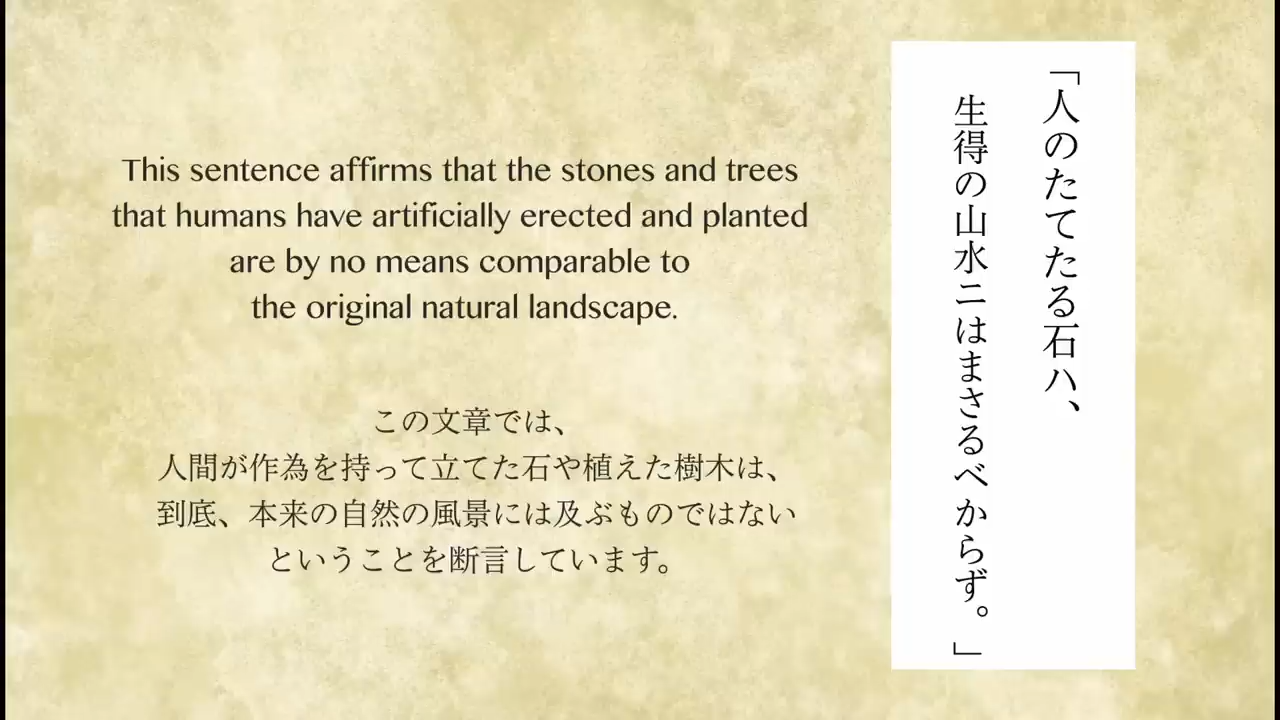 This sentence affirms that the stones and trees
that humans have artificially erected and planted
are by no means comparable to
the original natural landscape.
この文章では、
人間が作為を持って立てた石や植えた樹木は、
到底、本来の自然の風景には及ぶものではない
ということを断言しています。
「人のたてたる石ハ、
生得の山水ニはまさるべからず。」